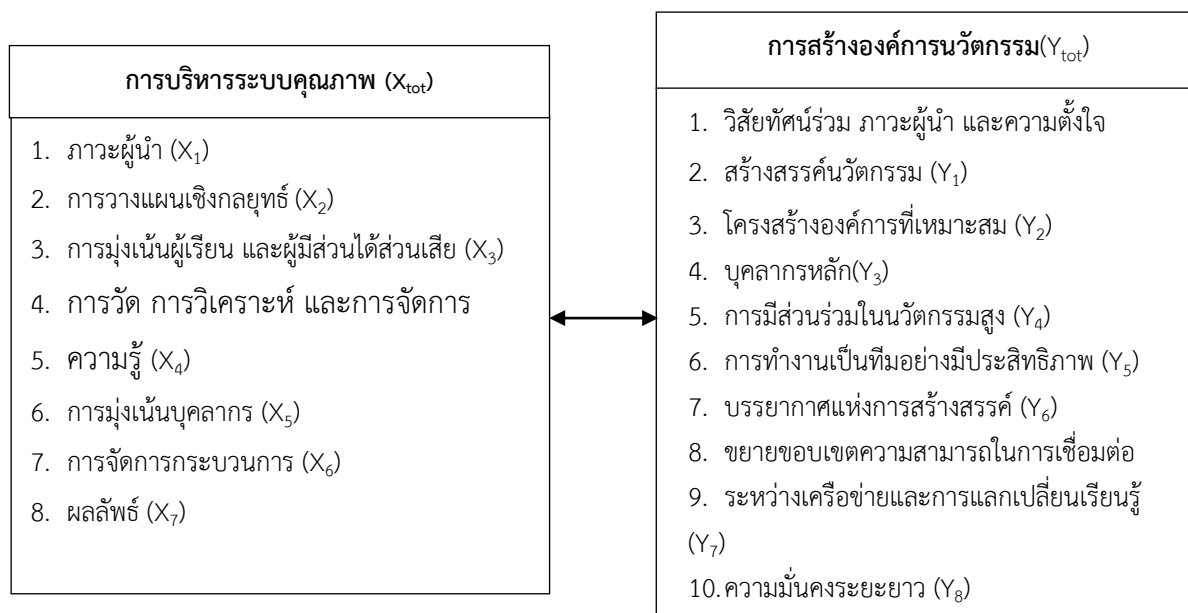 การบริหารระบบคุณภาพ (Xtot)
1. ภาวะผู้นำ (X1)
2. การวางแผนเชิงกลยุทธ์ (X2)
3. การมุ่งเน้นผู้เรียน และผู้มีส่วนได้ส่วนเสีย (X3)
4. การวัด การวิเคราะห์ และการจัดการ
5. ความรู้ (X4)
6. การมุ่งเน้นบุคลากร (X5)
7. การจัดการกระบวนการ (X6)
8. ผลลัพธ์ (X7)
การสร้างองค์การนวัตกรรม(Ytot)
1. วิสัยทัศน์ร่วม ภาวะผู้นำ และความตั้งใจ
2. สร้างสรรค์นวัตกรรม (Y1)
3. โครงสร้างองค์การที่เหมาะสม (Y2)
4. บุคลากรหลัก(Y3)
5. การมีส่วนร่วมในนวัตกรรมสูง (Y4)
6. การทำงานเป็นทีมอย่างมีประสิทธิภาพ (Y5)
7. บรรยากาศแห่งการสร้างสรรค์ (Y6)
8. ขยายขอบเขตความสามารถในการเชื่อมต่อ
9. ระหว่างเครือข่ายและการแลกเปลี่ยนเรียนรู้
(Y7)
10.ความมั่นคงระยะยาว (Y8)